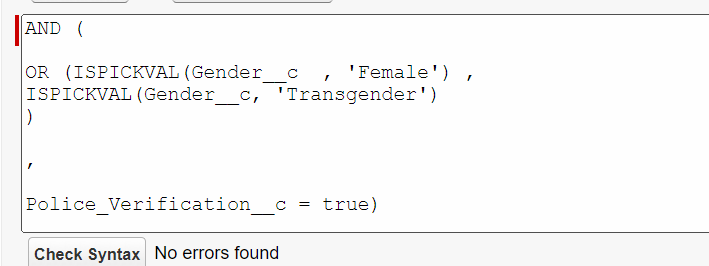 AND (
OR (ISPICKVAL(Gender__c , 'Female') ,
ISPICKVAL(Gender__c, 'Transgender')
)
,
Police_Verification__c = true)
Check Syntax No errors found